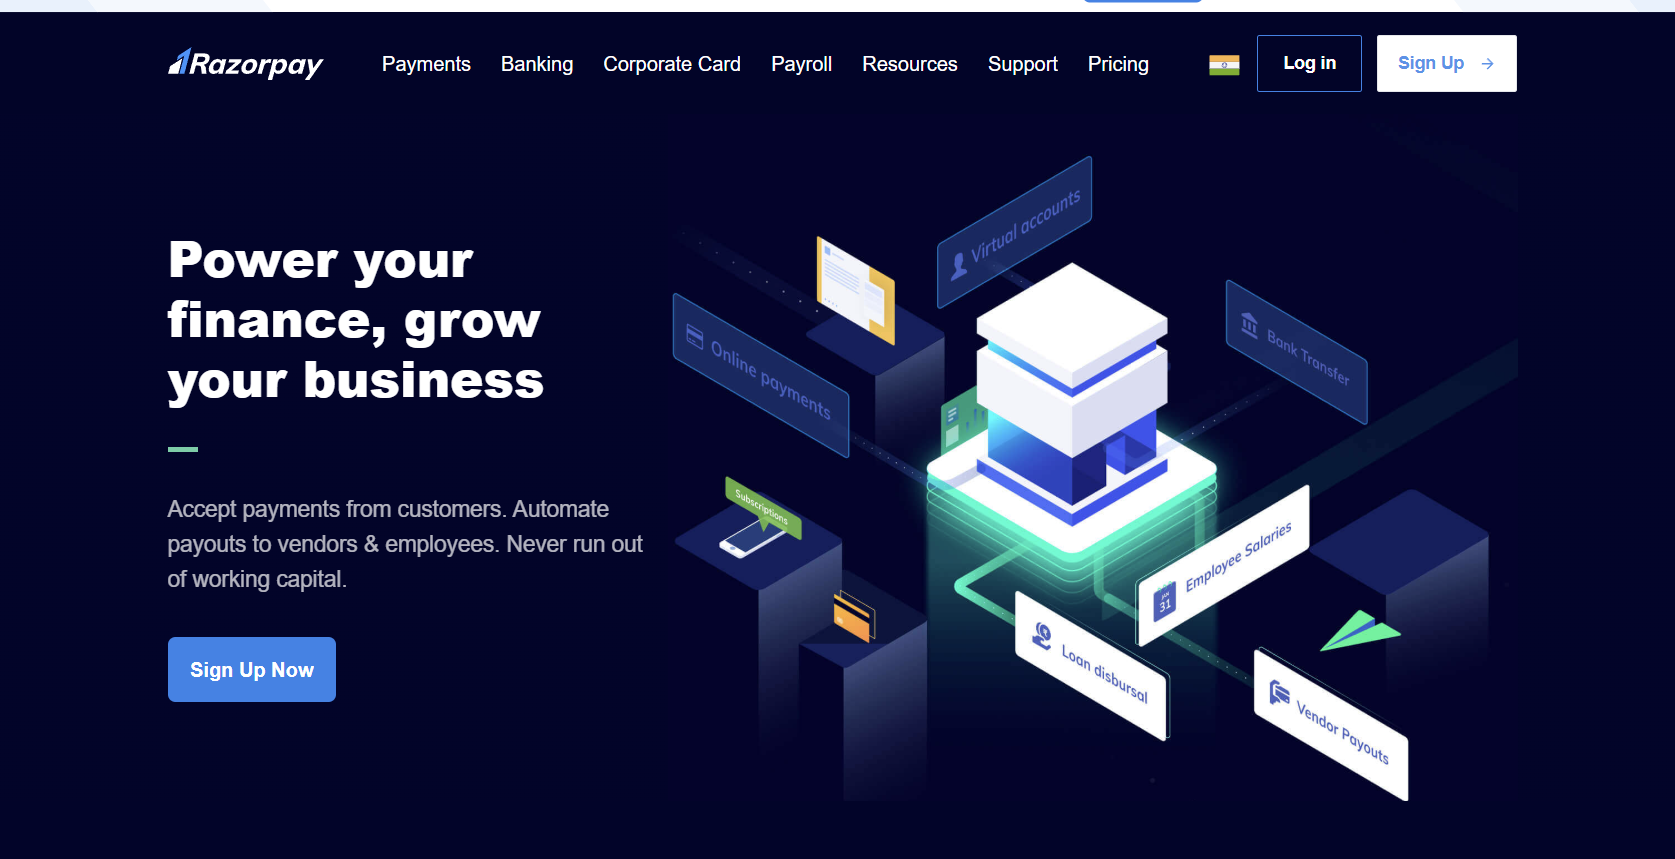 Razorpay
Payments
Banking
Corporate Card
Payroll
Resources
Support
Pricing
Log in
Sign Up
Power your
finance, grow
your business
Accept payments from customers. Automate
payouts to vendors & employees. Never run out
of working capital.
Sign Up Now
Virtual accounts
Online payments
Bank Transfer
Subscriptions
Employee Salaries
JAN
31
Loan disbursal
Vendor Payouts